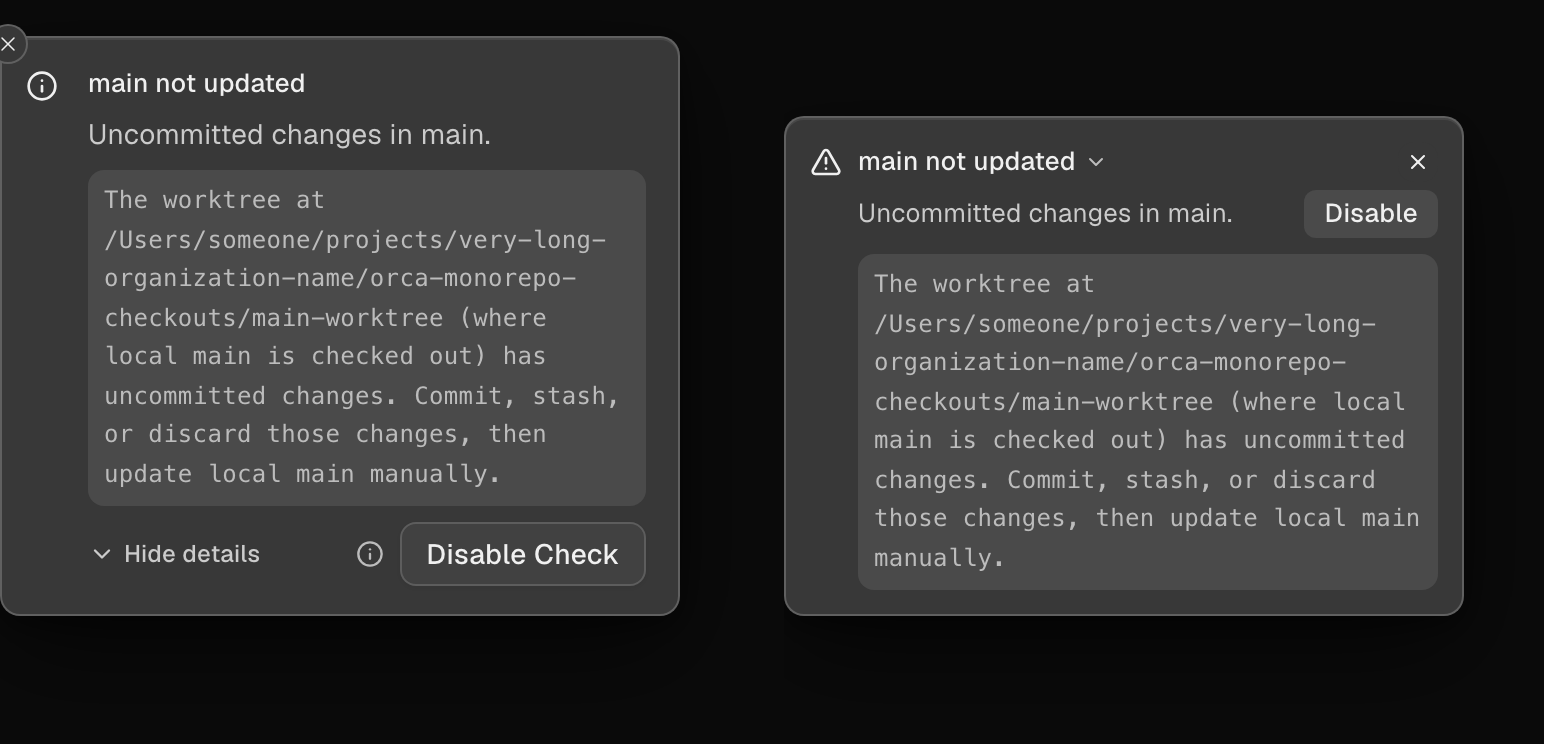 main not updated
Uncommitted changes in main.
The worktree at
/Users/someone/projects/very-long-
organization-name/orca-monorepo-
checkouts/main-worktree (where
local main is checked out) has
uncommitted changes. Commit, stash,
or discard those changes, then
update local main manually.
Hide details
Disable Check
main not updated
Uncommitted changes in main.
Disable
The worktree at
/Users/someone/projects/very-long-
organization-name/orca-monorepo-
checkouts/main-worktree (where local
main is checked out) has uncommitted
changes. Commit, stash, or discard
those changes, then update local main
manually.